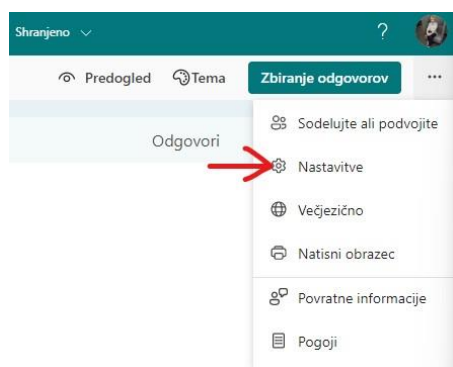 Shranjeno
?
Predogled Tema Zbiranje odgovorov ...
Odgovori
Sodelujte ali podvojite
Nastavitve
Večjezično
Natisni obrazec
Povratne informacije
Pogoji